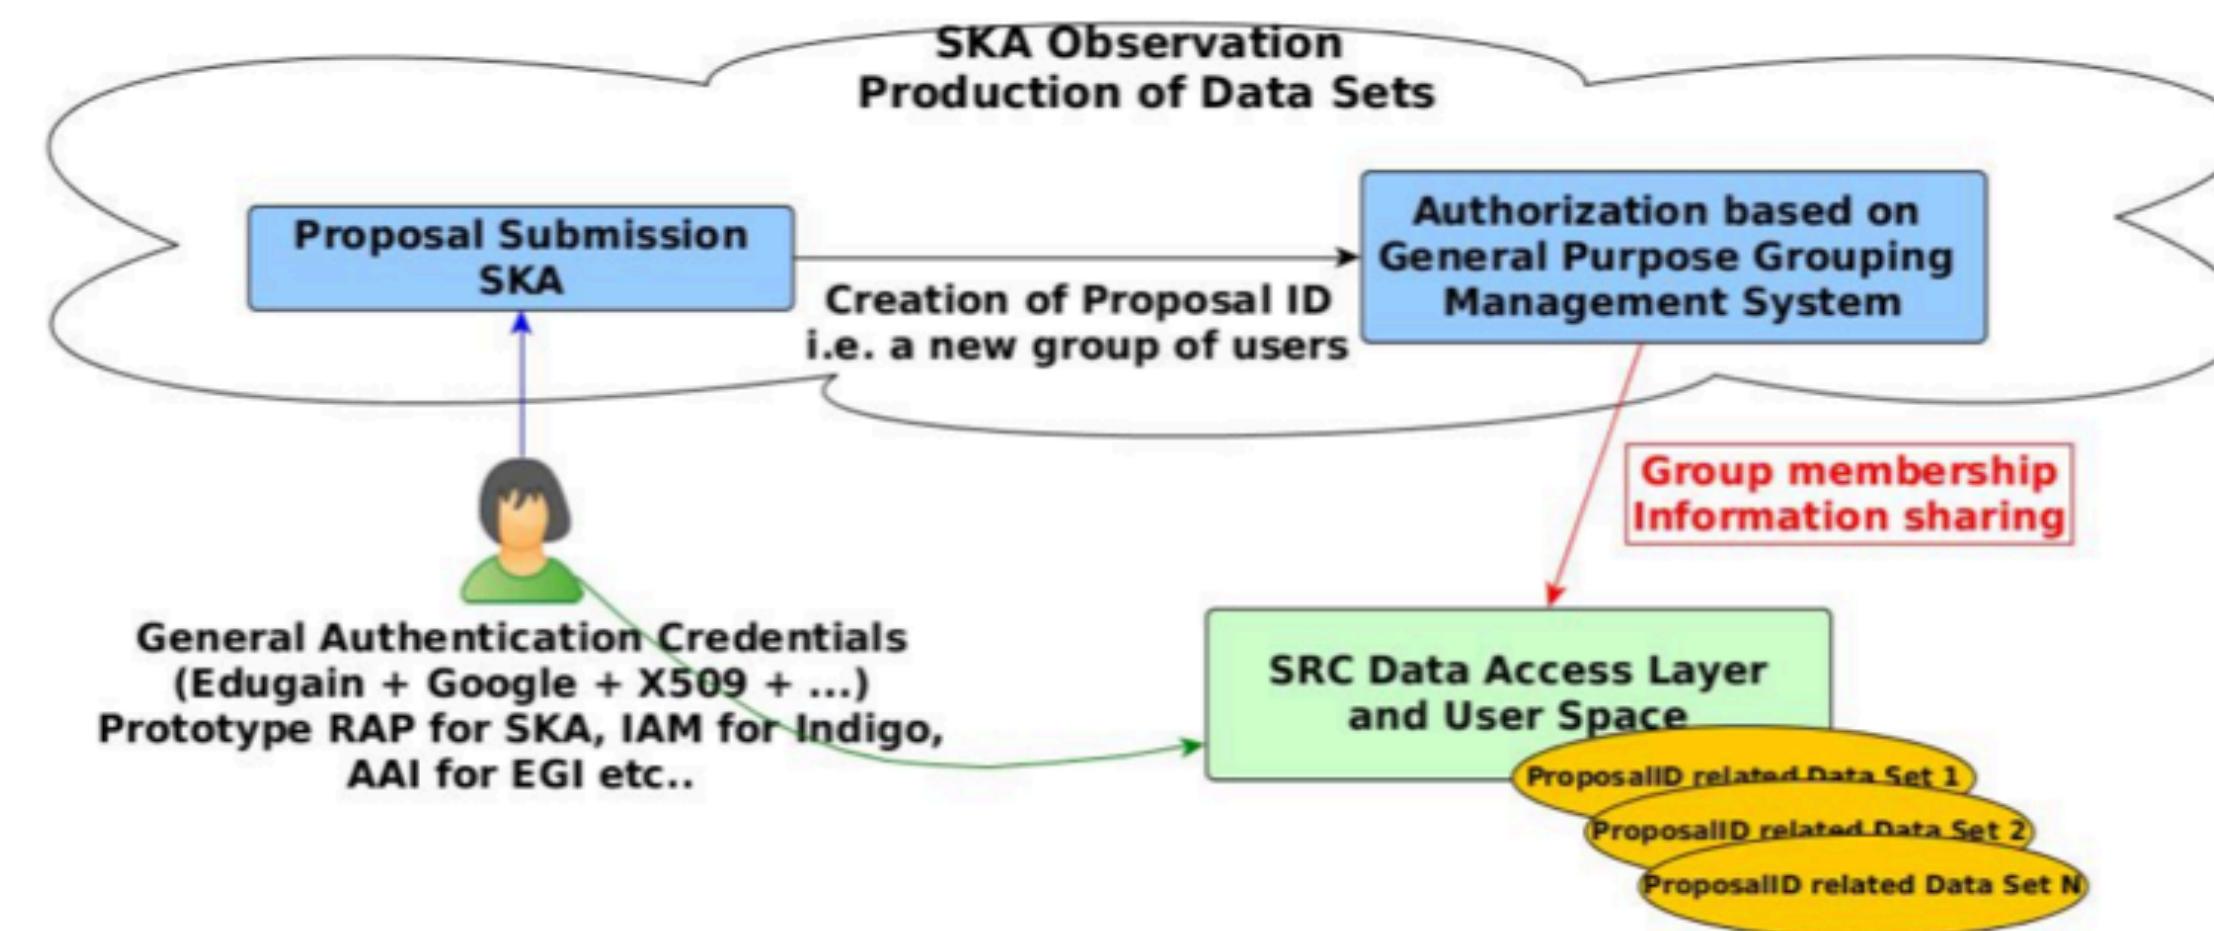 SKA Observation
Production of Data Sets
Proposal Submission
SKA
Authorization based on
General Purpose Grouping
Management System
Creation of Proposal ID
i.e. a new group of users
Group membership
Information sharing
General Authentication Credentials
(Edugain + Google + X509 + ...)
Prototype RAP for SKA, IAM for Indigo,
AAI for EGI etc..
SRC Data Access Layer
and User Space
ProposalID related Data Set 1
ProposalID related Data Set 2
ProposalID related Data Set N